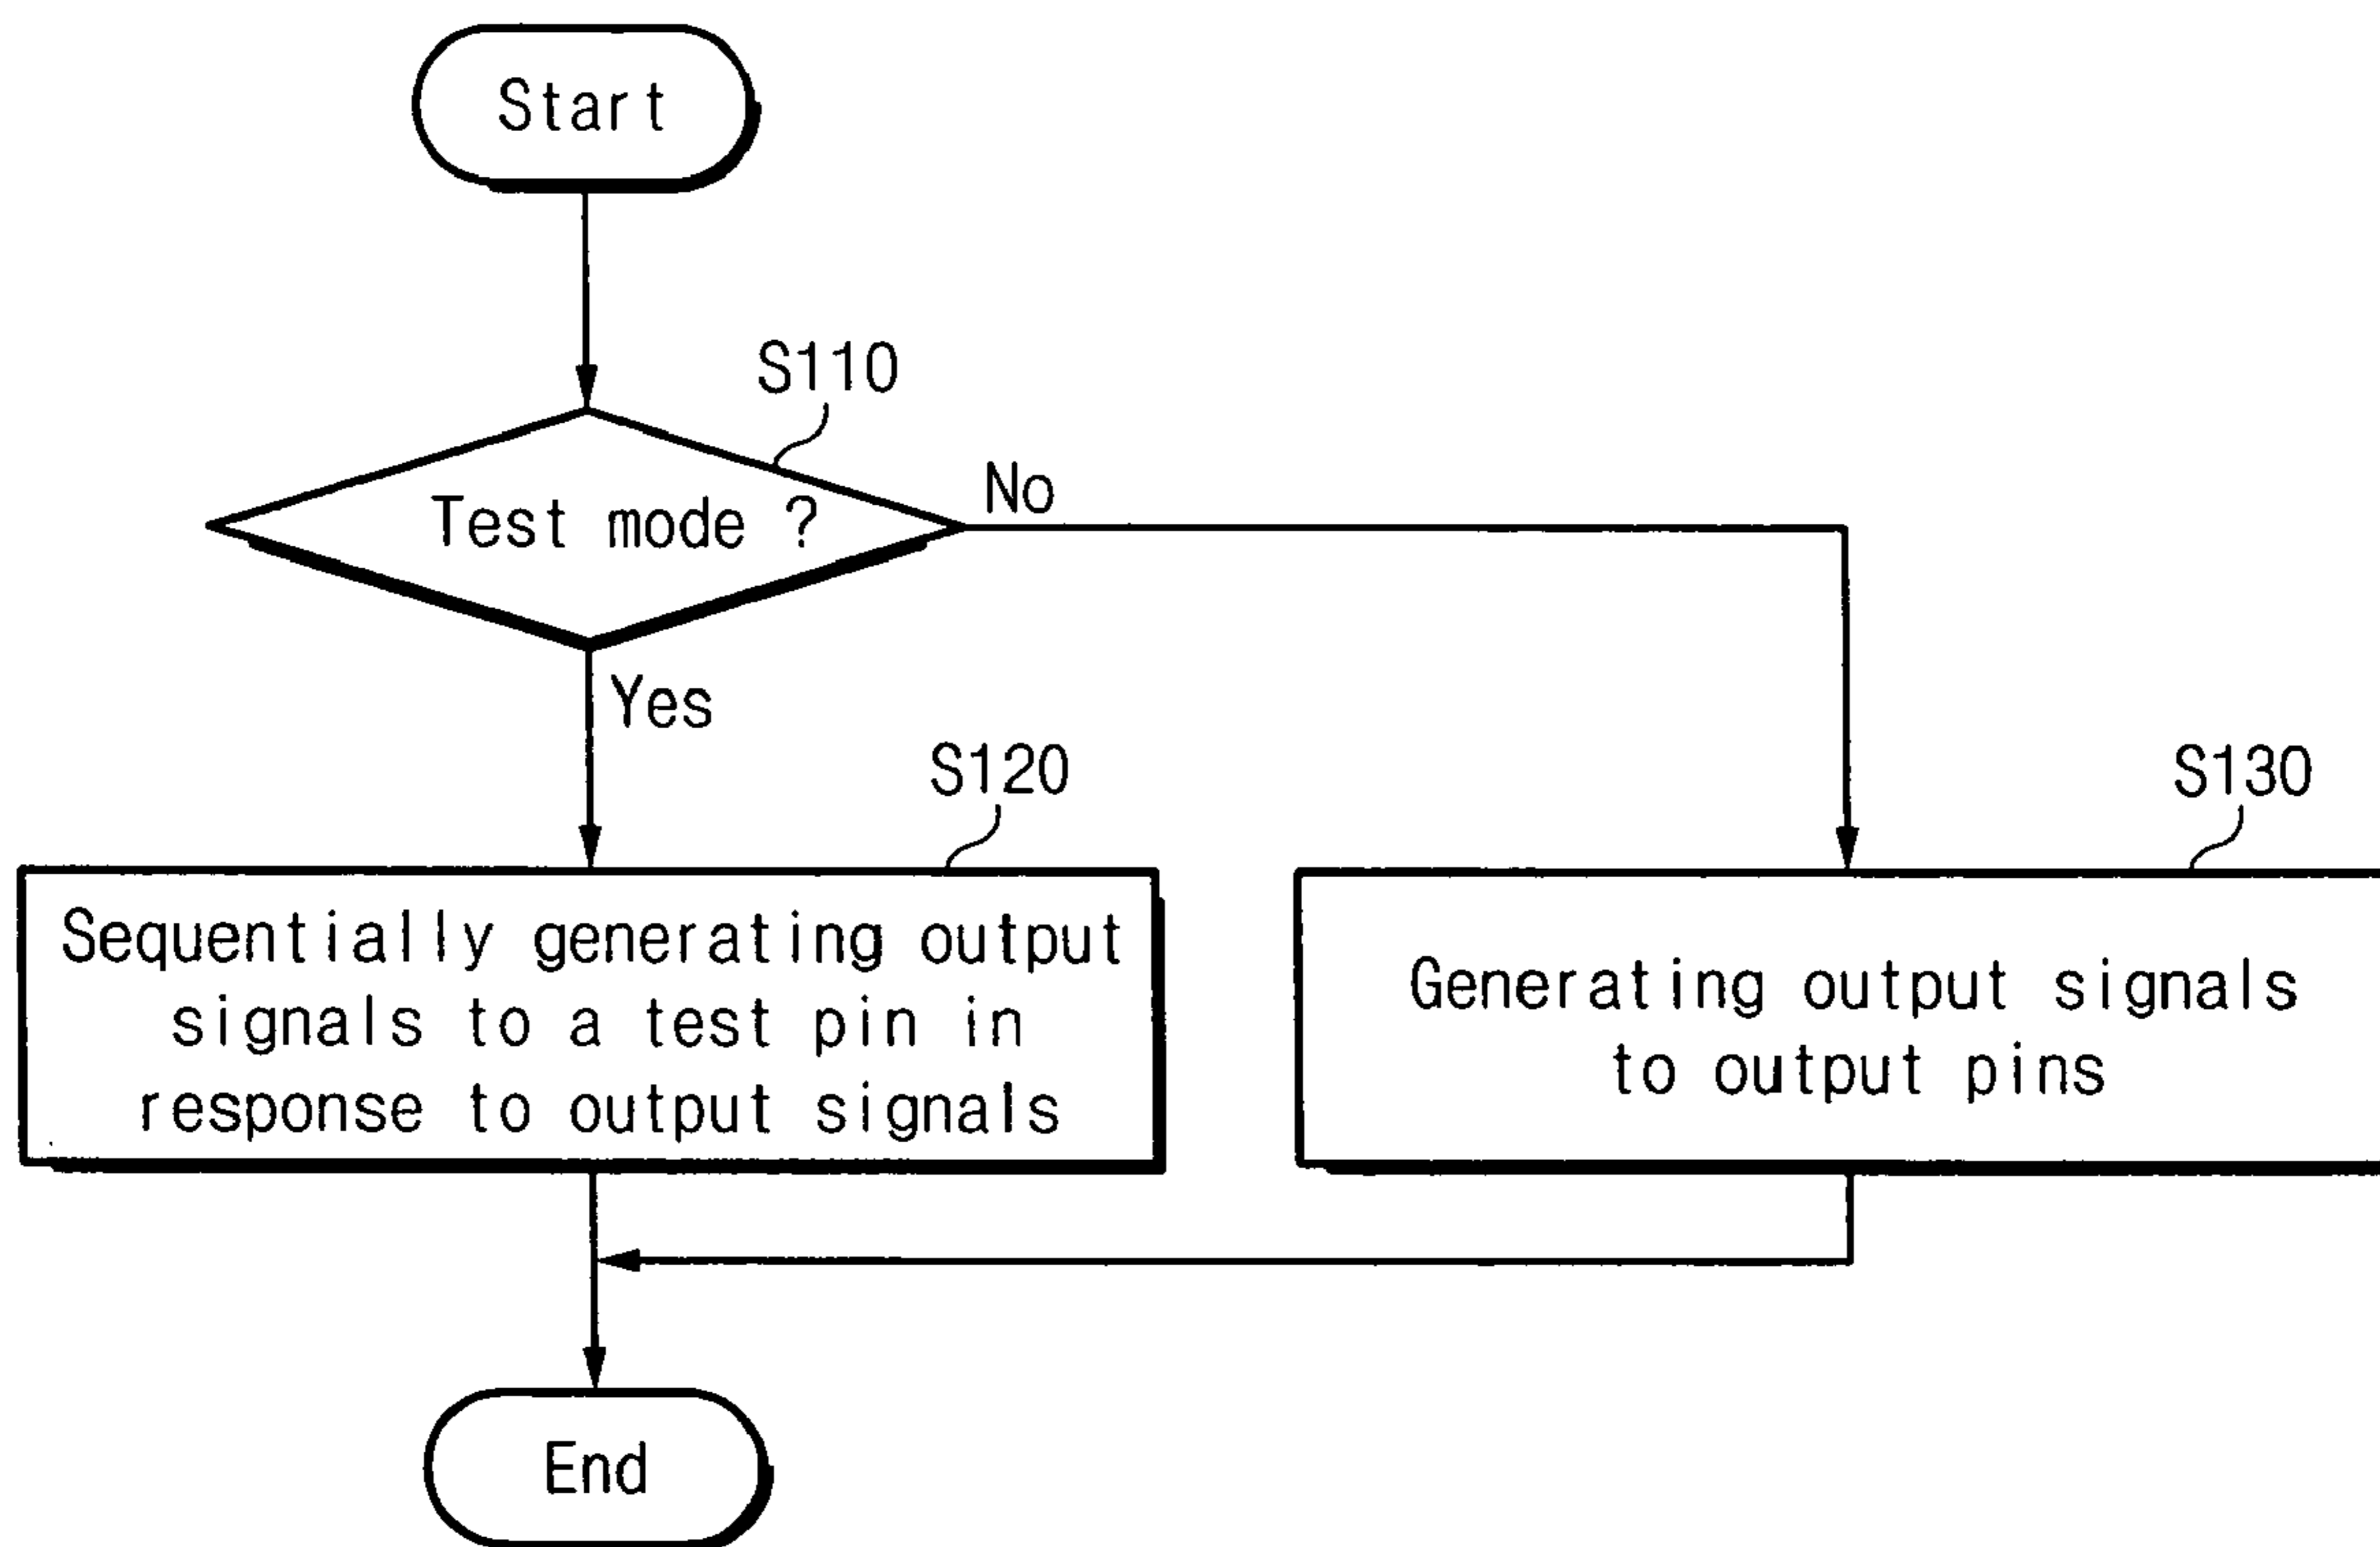 Start
S110
Test mode ?
No
Yes
S120
S130
Sequentially generating output
signals to a test pin in
response to output signals
Generating output signals
to output pins
End